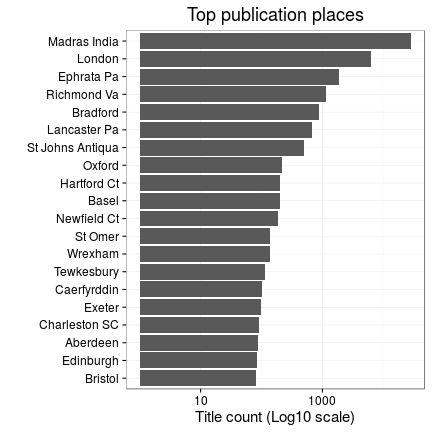 Top publication places
Madras India
London
Ephrata Pa
Richmond Va
Bradford
Lancaster Pa
St Johns Antiqua
Oxford
Hartford Ct
Basel
Newfield Ct
St Omer
Wrexham
Tewkesbury
Caerfyrddin
Exeter
Charleston SC
Aberdeen
Edinburgh
Bristol
10 1000
Title count (Log10 scale)